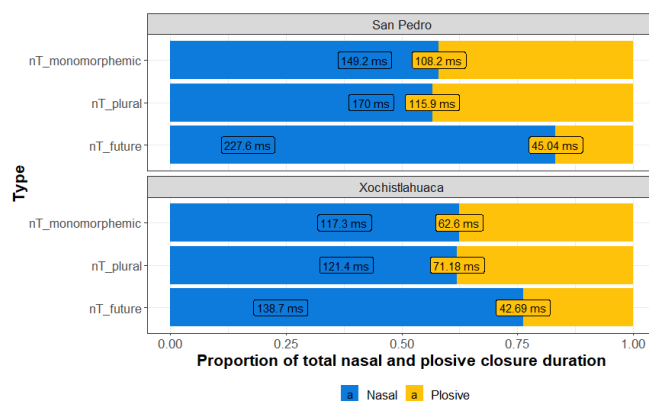 San Pedro
nT_monomorphemic
149.2 ms 108.2 ms
nT_plural
170 ms 115.9 ms
nT_future
227.6 ms 45.04 ms
Xochistlahuaca
nT_monomorphemic
117.3 ms 62.6 ms
nT_plural
121.4 ms 71.18 ms
nT_future
138.7 ms 42.69 ms
Type
0.00 0.25 0.50 0.75 1.00
Proportion of total nasal and plosive closure duration
a Nasal a Plosive